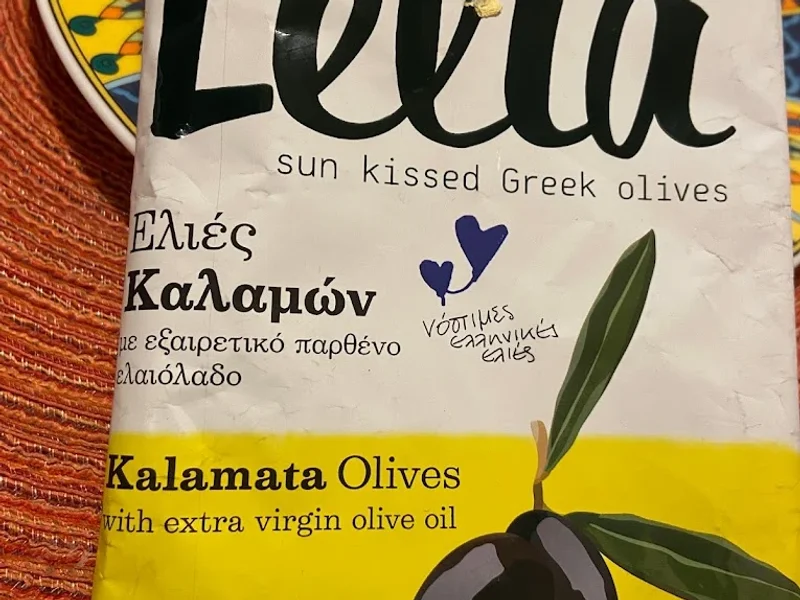 Lelia
sun kissed Greek olives
Ελιές
Καλαμών
με εξαιρετικό παρθένο
ελαιόλαδο
νόστιμες
ελληνικές
ελιές
Kalamata Olives
with extra virgin olive oil